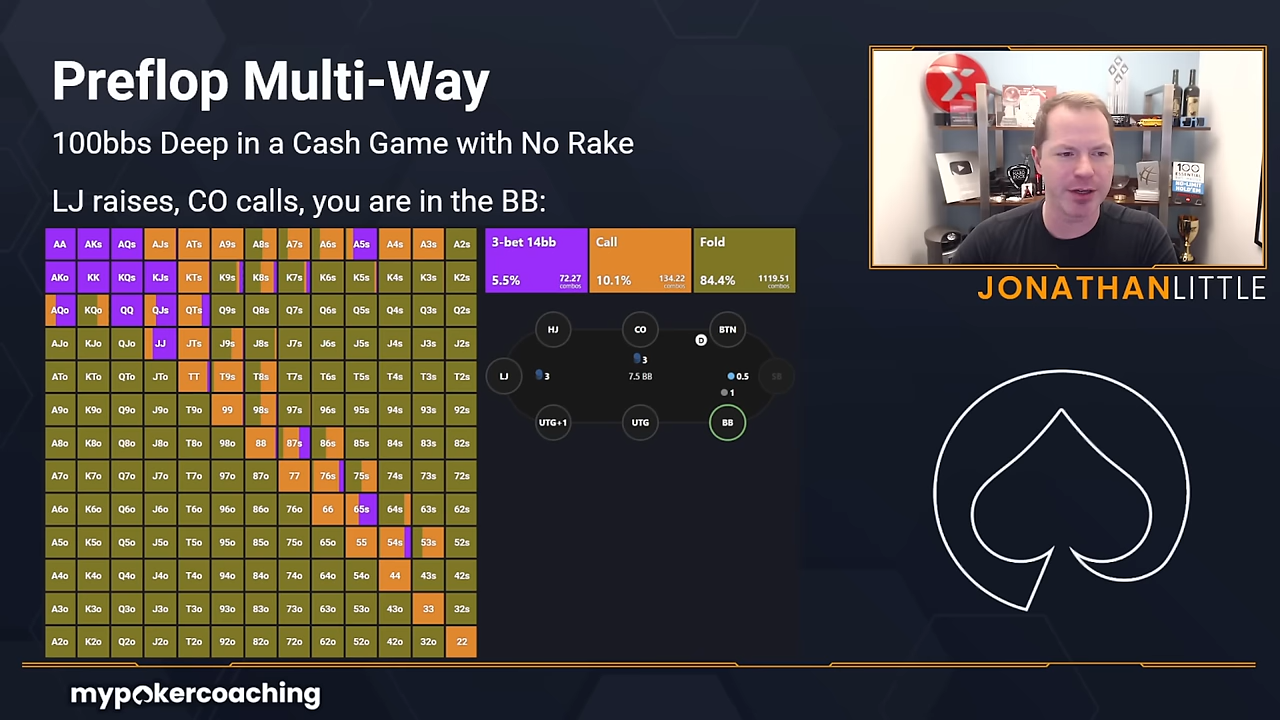 Preflop Multi-Way
100bbs Deep in a Cash Game with No Rake
LJ raises, CO calls, you are in the BB:
AA AKs AQs AJs ATs A9s A8s A7s A6s A5s A4s A3s A2s
AKo KK KQs KJs KTs K9s K8s K7s K6s K5s K4s K3s K2s
AQo KQo QQ QJs QTs Q9s Q8s Q7s Q6s Q5s Q4s Q3s Q2s
AJo KJo QJo JJ JTs J9s J8s J7s J6s J5s J4s J3s J2s
ATo KTo QTo JTo TT T9s T8s T7s T6s T5s T4s T3s T2s
A9o K9o Q9o J9o T9o 99 98s 97s 96s 95s 94s 93s 92s
A8o K8o Q8o J8o T8o 98o 88 87s 86s 85s 84s 83s 82s
A7o K7o Q7o J7o T7o 97o 87o 77 76s 75s 74s 73s 72s
A6o K6o Q6o J6o T6o 96o 86o 76o 66 65s 64s 63s 62s
A5o K5o Q5o J5o T5o 95o 85o 75o 65o 55 54s 53s 52s
A4o K4o Q4o J4o T4o 94o 84o 74o 64o 54o 44 43s 42s
A3o K3o Q3o J3o T3o 93o 83o 73o 63o 53o 43o 33 32s
A2o K2o Q2o J2o T2o 92o 82o 72o 62o 52o 42o 32o 22
3-bet 14bb Call Fold
5.5% 72.27 combos 10.1% 134.22 combos 84.4% 1119.51 combos
HJ CO BTN
D
3
LJ 3 7.5 BB 0.5 SB
1
UTG+1 UTG BB
100
ESSENTIAL
NO-LIMIT
HOLD'EM
JONATHANLITTLE
mypokercoaching